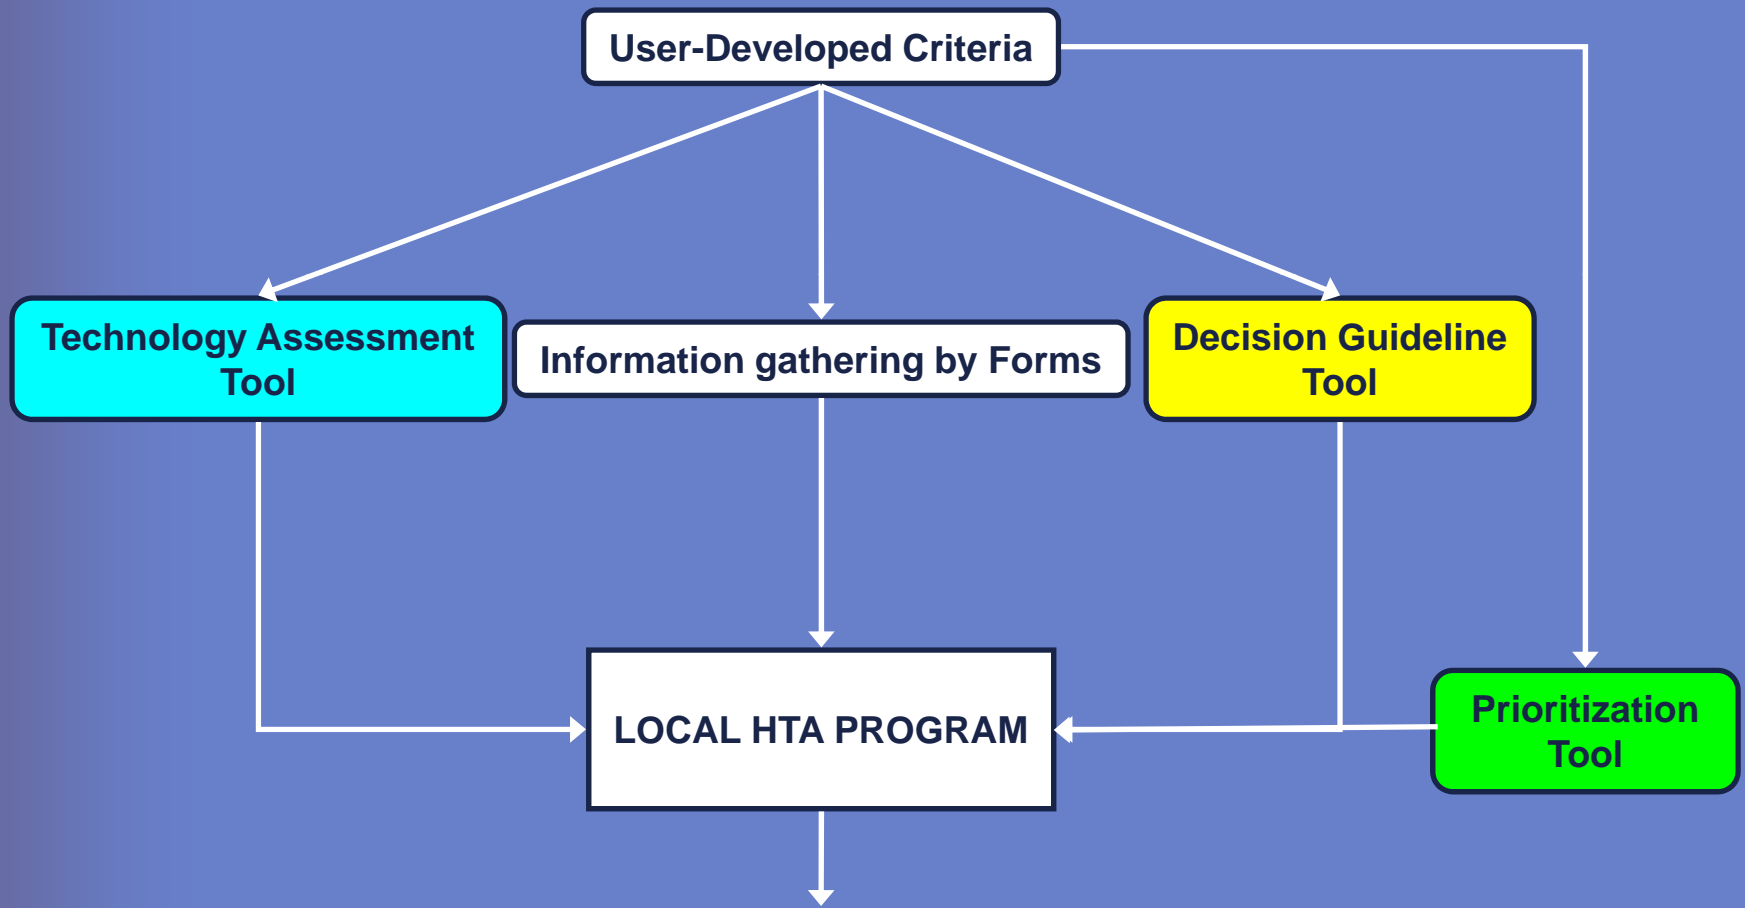 User-Developed Criteria
Technology Assessment
Tool
Information gathering by Forms
Decision Guideline
Tool
LOCAL HTA PROGRAM
Prioritization
Tool